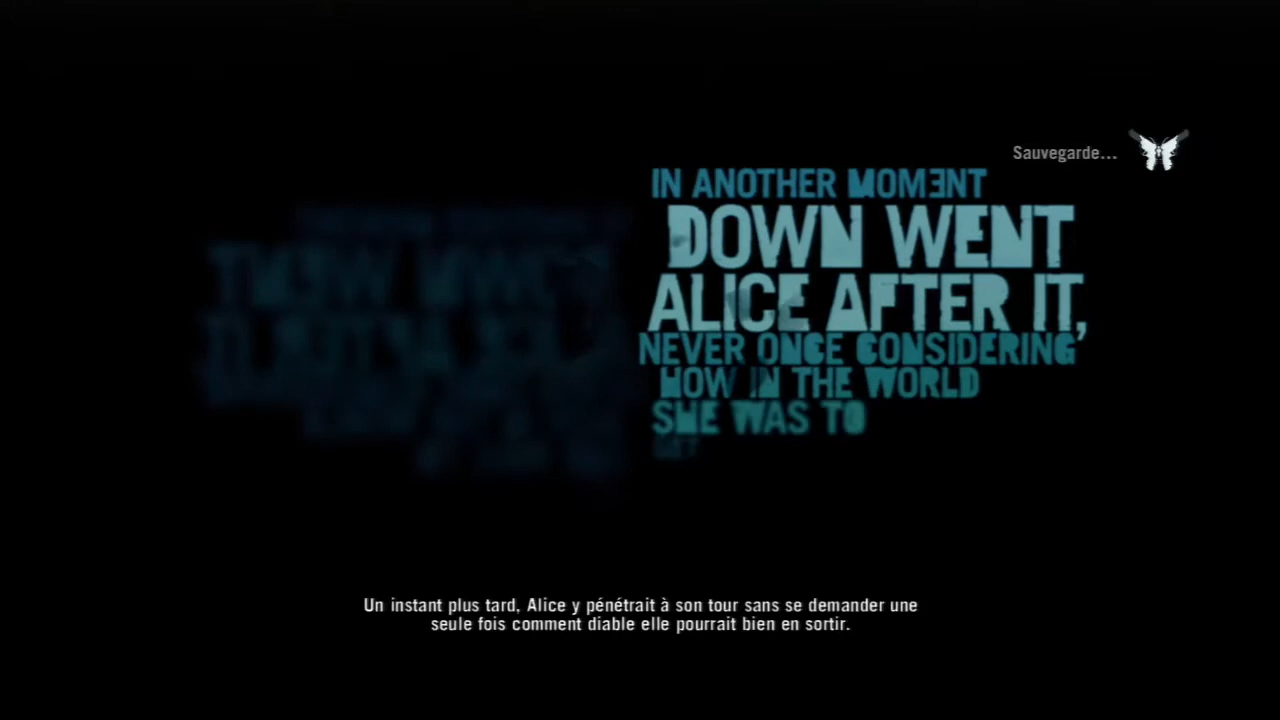 Sauvegarde...
IN ANOTHER MOMENT
DOWN WENT
ALICE AFTER IT,
NEVER ONCE CONSIDERING
HOW IN THE WORLD
SHE WAS TO
Un instant plus tard, Alice y pénétrait à son tour sans se demander une
seule fois comment diable elle pourrait bien en sortir.